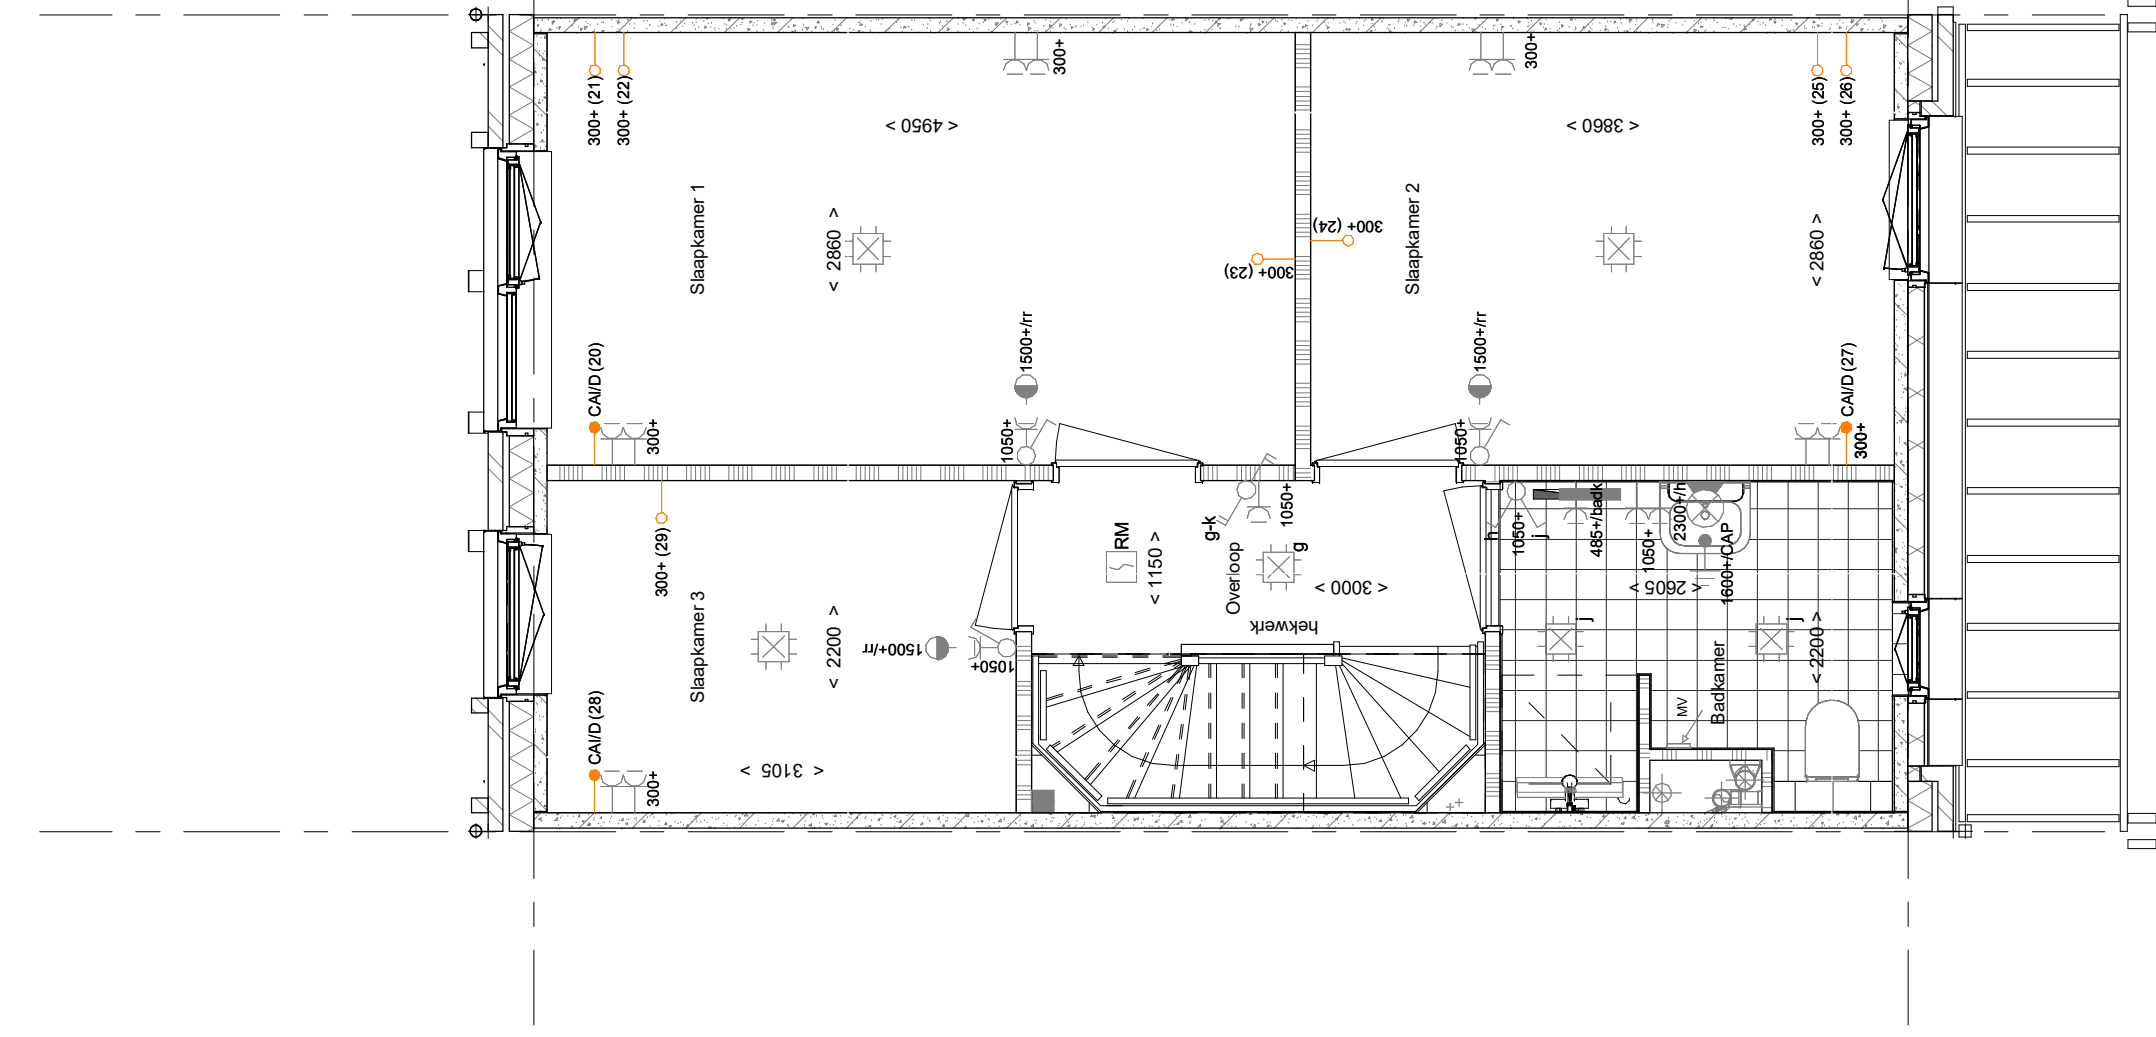 300+ (21)
300+ (22)
300+
300+
300+ (25)
300+ (26)
< 4950 >
< 3860 >
Slaapkamer 1
< 2860 >
300+ (23)
300+ (24)
Slaapkamer 2
< 2860 >
CAI/D (20)
300+
1500+/rr
1050+
1500+/rr
1050+
CAI/D (27)
300+
300+ (29)
RM
< 1150 >
g-k
1050+
Overloop
g
< 3000 >
hekwerk
h
1050+
j
485+/badk
1050+
2300+/h
1600+/CAP
< 2605 >
Slaapkamer 3
< 2200 >
1500+/rr
1050+
j
j
< 2200 >
Badkamer
MV
CAI/D (28)
300+
< 3105 >